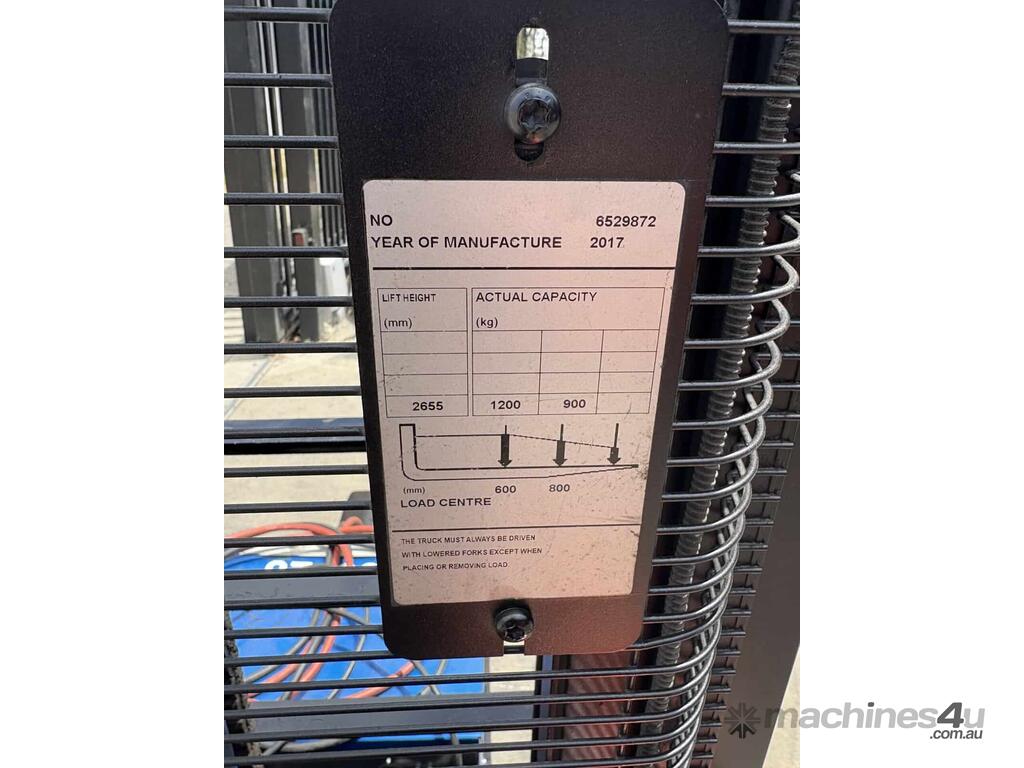 NO 6529872
YEAR OF MANUFACTURE 2017
LIFT HEIGHT ACTUAL CAPACITY
(mm) (kg)
2655 1200 900
(mm) 600 800
LOAD CENTRE
THE TRUCK MUST ALWAYS BE DRIVEN
WITH LOWERED FORKS EXCEPT WHEN
PLACING OR REMOVING LOAD
machines4u
.com.au